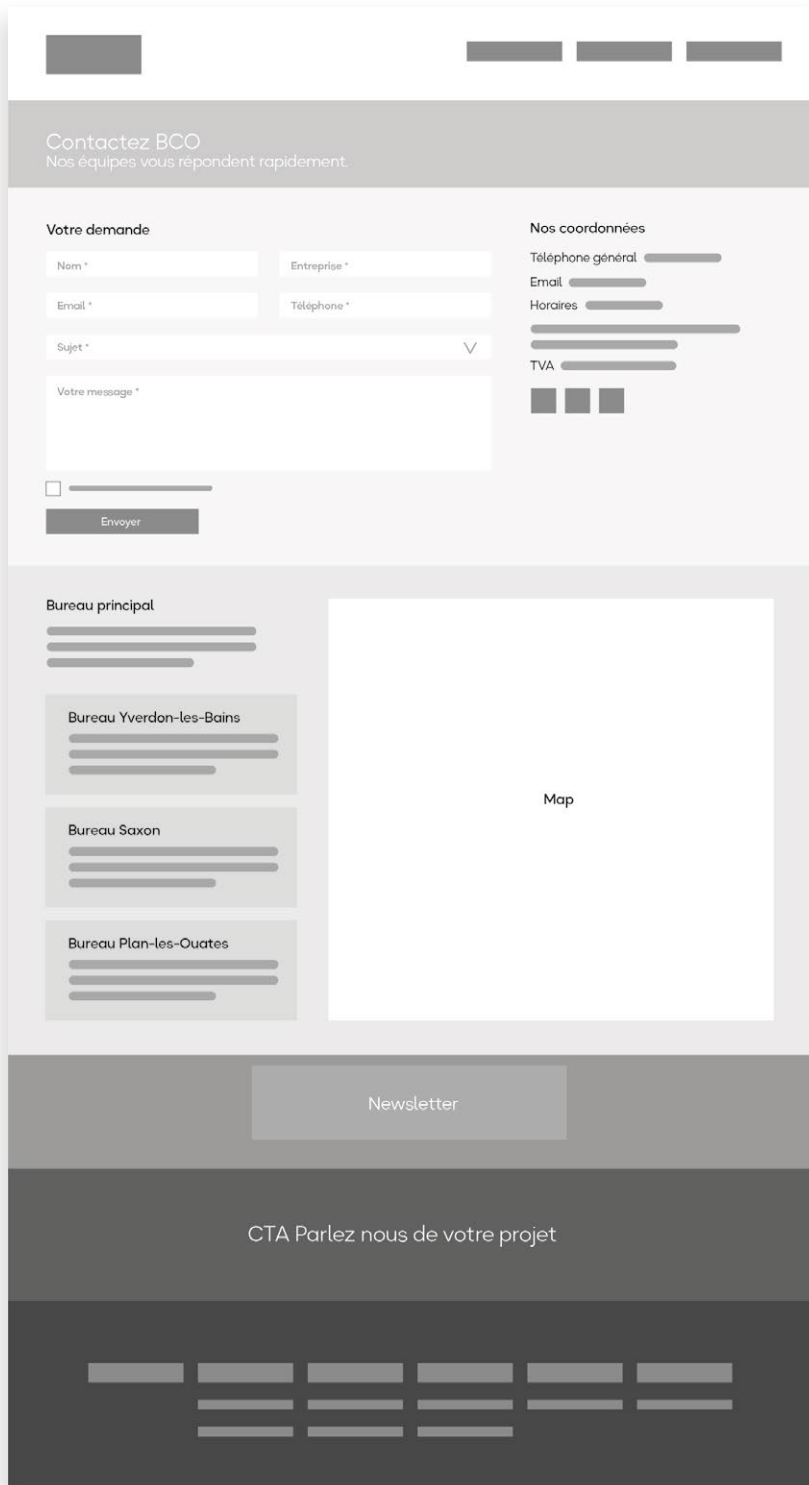 Contactez BCO
Nos équipes vous répondent rapidement.
Votre demande
Nom *
Entreprise *
Email *
Téléphone *
Sujet *
Votre message *
Envoyer
Nos coordonnées
Téléphone général
Email
Horaires
TVA
Bureau principal
Bureau Yverdon-les-Bains
Bureau Saxon
Bureau Plan-les-Ouates
Map
Newsletter
CTA Parlez nous de votre projet